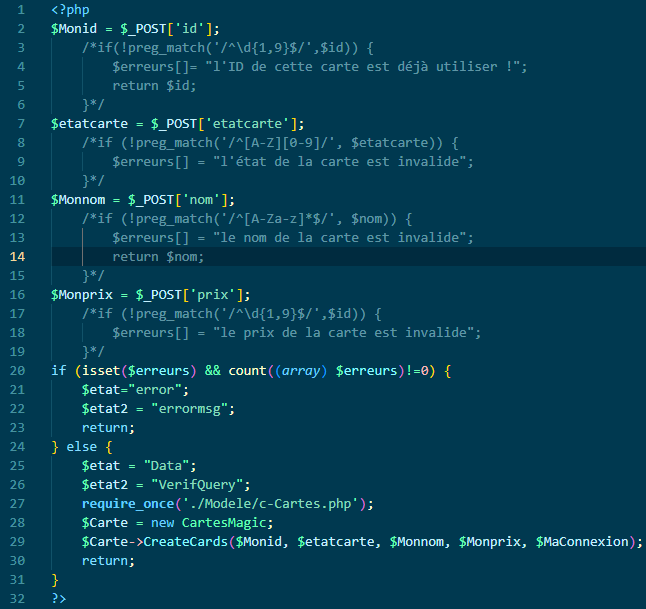 1 <?php
2 $Monid = $_POST['id'];
3 /*if(!preg_match('/^\d{1,9}$/',$id)) {
4 $erreurs[]= "l'ID de cette carte est déjà utiliser !";
5 return $id;
6 }*/
7 $etatcarte = $_POST['etatcarte'];
8 /*if (!preg_match('/^[A-Z][0-9]/', $etatcarte)) {
9 $erreurs[] = "l'état de la carte est invalide";
10 }*/
11 $Monnom = $_POST['nom'];
12 /*if (!preg_match('/^[A-Za-z]*$/', $nom)) {
13 $erreurs[] = "le nom de la carte est invalide";
14 return $nom;
15 }*/
16 $Monprix = $_POST['prix'];
17 /*if (!preg_match('/^\d{1,9}$/',$id)) {
18 $erreurs[] = "le prix de la carte est invalide";
19 }*/
20 if (isset($erreurs) && count((array) $erreurs)!=0) {
21 $etat="error";
22 $etat2 = "errormsg";
23 return;
24 } else {
25 $etat = "Data";
26 $etat2 = "VerifQuery";
27 require_once('./Modele/c-Cartes.php');
28 $Carte = new CartesMagic;
29 $Carte->CreateCards($Monid, $etatcarte, $Monnom, $Monprix, $MaConnexion);
30 return;
31 }
32 ?>